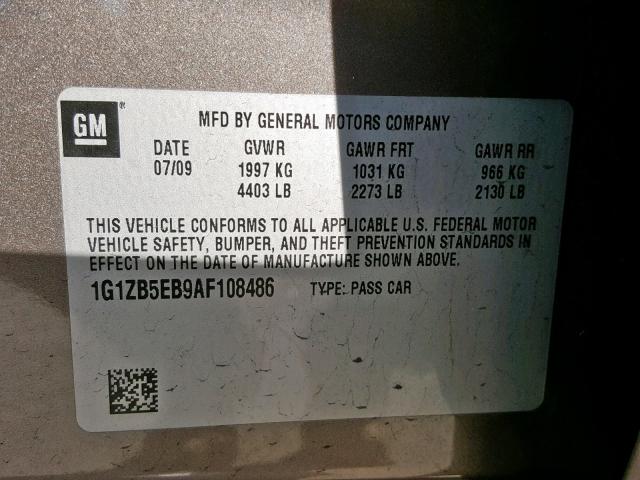 GM®
MFD BY GENERAL MOTORS COMPANY
DATE GVWR GAWR FRT GAWR RR
07/09 1997 KG 1031 KG 966 KG
4403 LB 2273 LB 2130 LB
THIS VEHICLE CONFORMS TO ALL APPLICABLE U.S. FEDERAL MOTOR
VEHICLE SAFETY, BUMPER, AND THEFT PREVENTION STANDARDS IN
EFFECT ON THE DATE OF MANUFACTURE SHOWN ABOVE.
1G1ZB5EB9AF108486 TYPE: PASS CAR